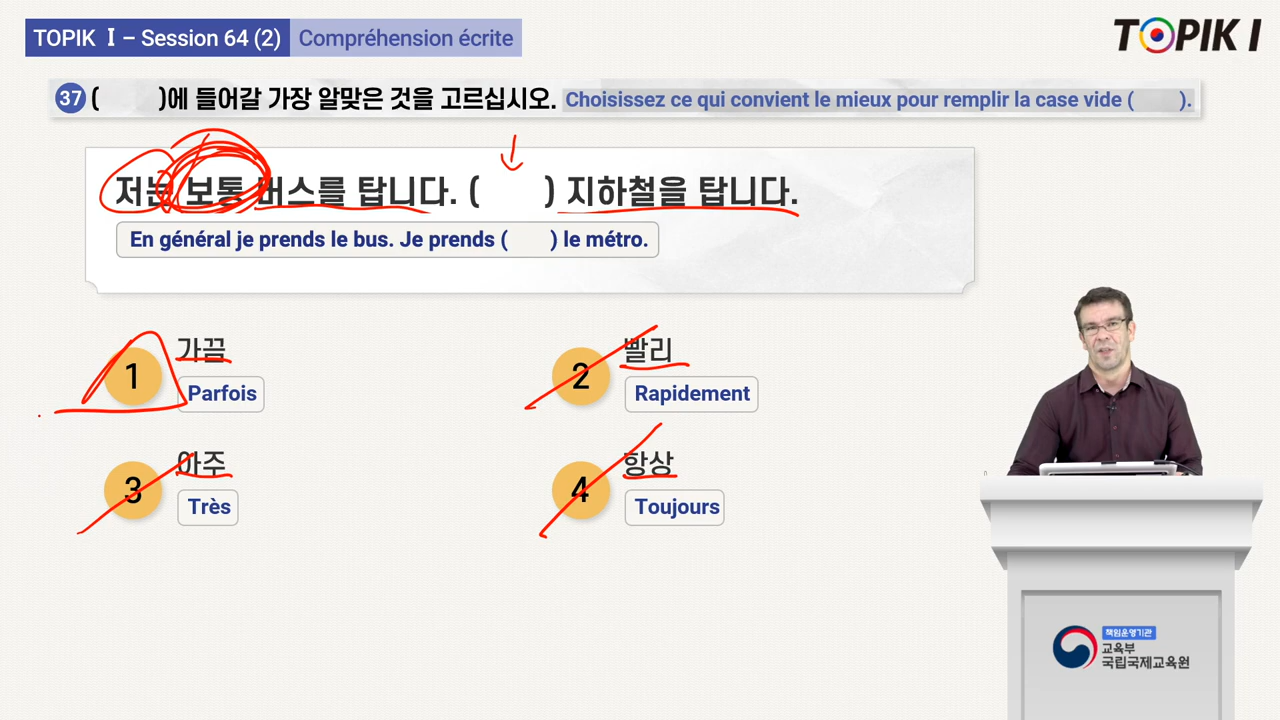 TOPIK Ⅰ – Session 64 (2) Compréhension écrite
TOPIK I
37 ( )에 들어갈 가장 알맞은 것을 고르십시오. Choisissez ce qui convient le mieux pour remplir la case vide ( ).
저는 보통 버스를 탑니다. ( ) 지하철을 탑니다.
En général je prends le bus. Je prends ( ) le métro.
1 가끔
Parfois
2 빨리
Rapidement
3 아주
Très
4 항상
Toujours
책임운영기관
교육부
국립국제교육원